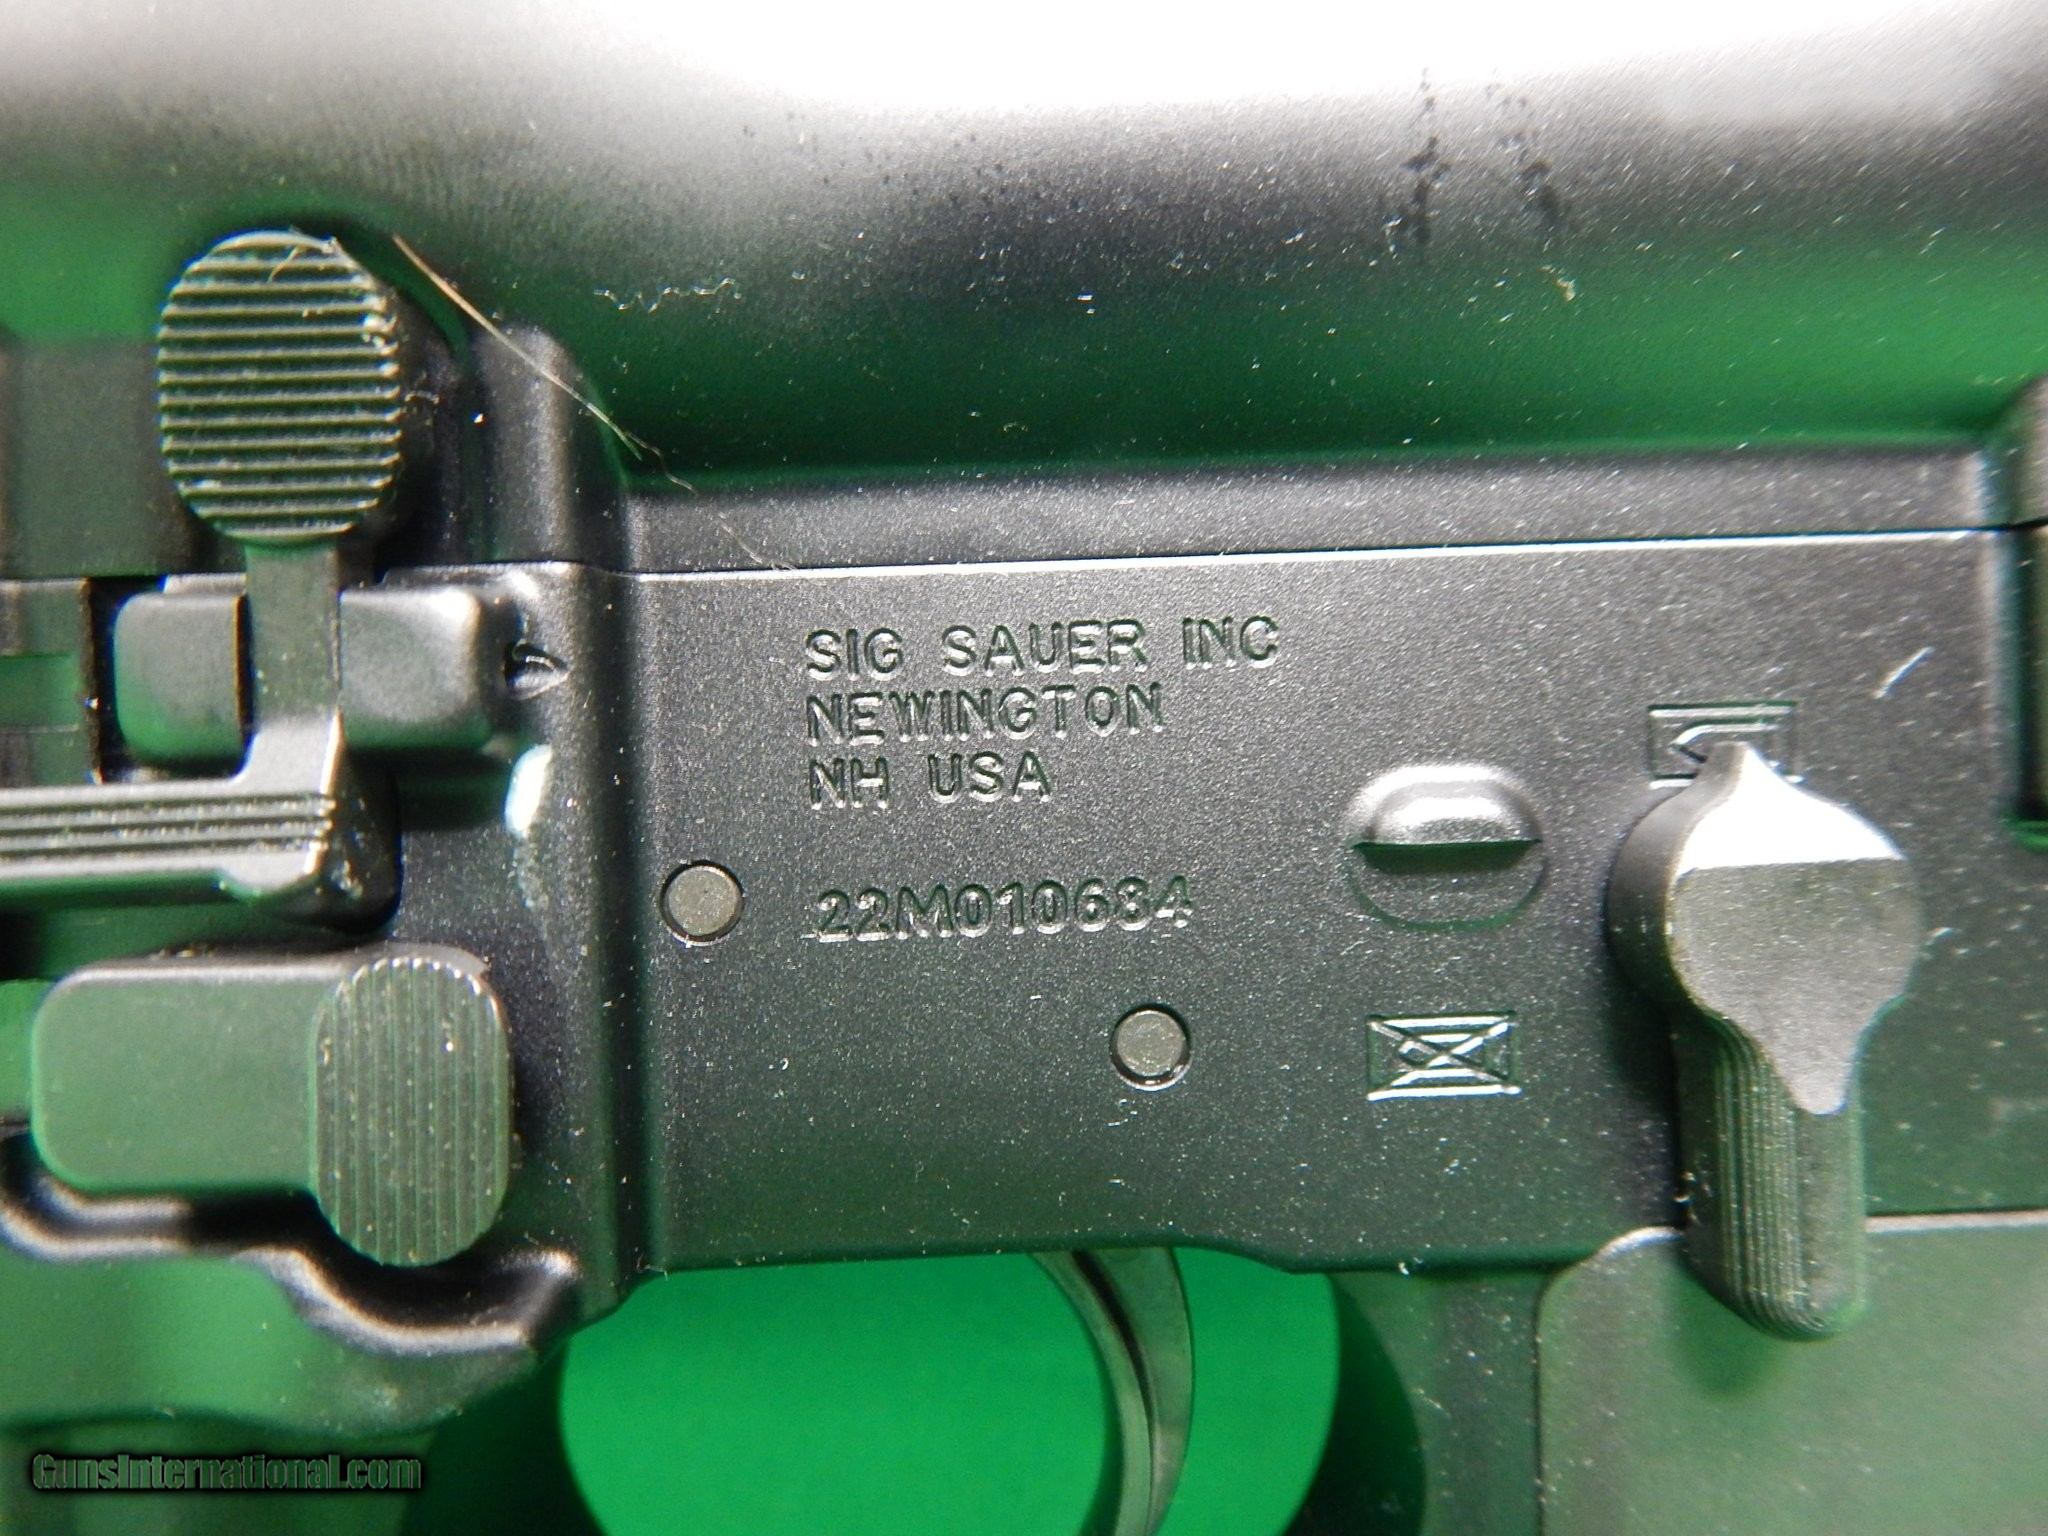 SIG SAUER INC
NEWINGTON
NH USA
22M010684
GunsInternational.com